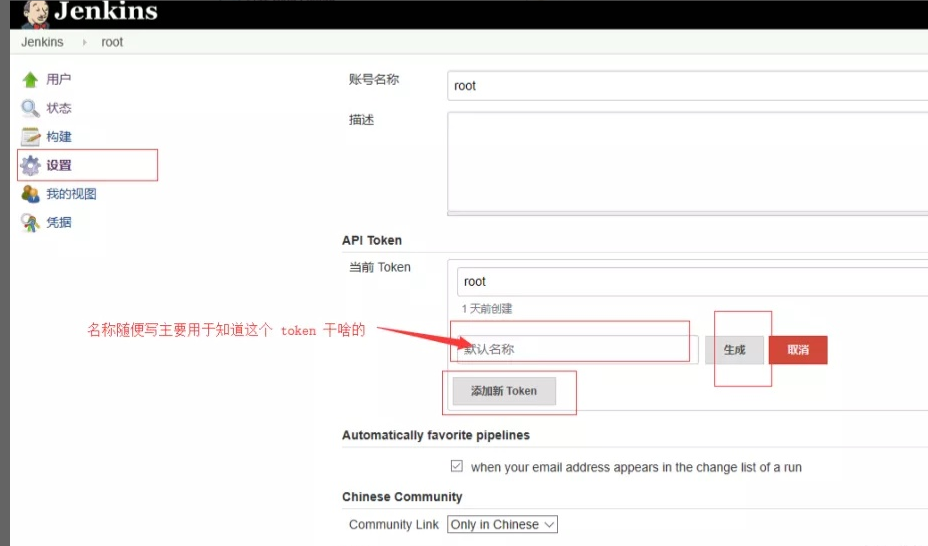 Jenkins
Jenkins root
用户
状态
构建
设置
我的视图
凭据
账号名称
root
描述
API Token
当前 Token
root
1 天前创建
名称随便写主要用于知道这个 token 干啥的
默认名称
生成
取消
添加新 Token
Automatically favorite pipelines
when your email address appears in the change list of a run
Chinese Community
Community Link Only in Chinese